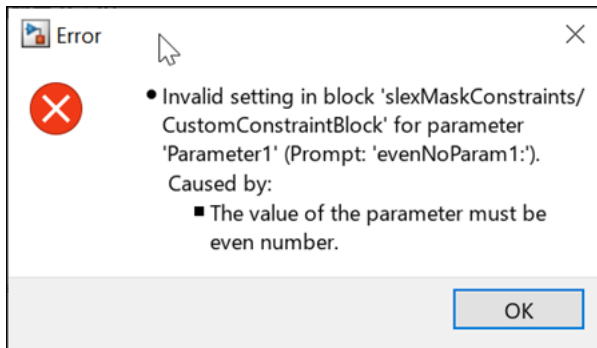 Error
• Invalid setting in block 'slexMaskConstraints/
CustomConstraintBlock' for parameter
'Parameter1' (Prompt: 'evenNoParam1:').
Caused by:
▪ The value of the parameter must be
even number.
OK